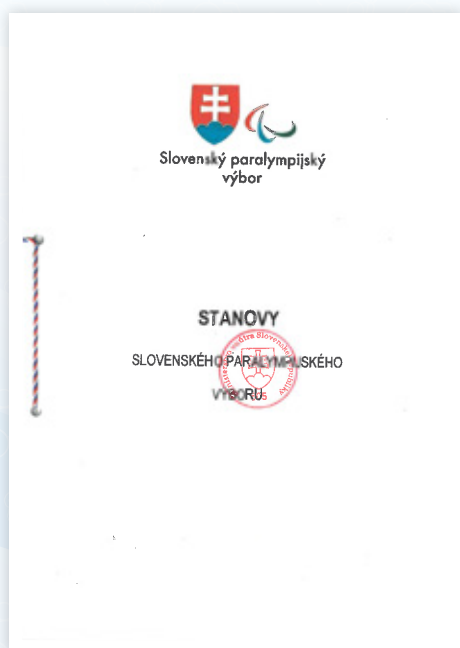 Slovenský paralympijský
výbor
STANOVY
SLOVENSKÉHO PARALYMPIJSKÉHO
VÝBORU